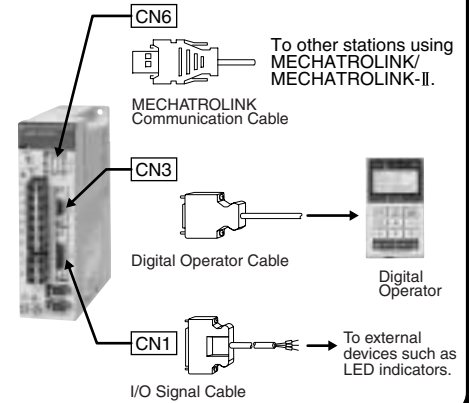 CN6
To other stations using
MECHATROLINK/
MECHATROLINK-Ⅱ.
MECHATROLINK
Communication Cable
CN3
Digital Operator Cable
Digital
Operator
CN1
To external
devices such as
LED indicators.
I/O Signal Cable